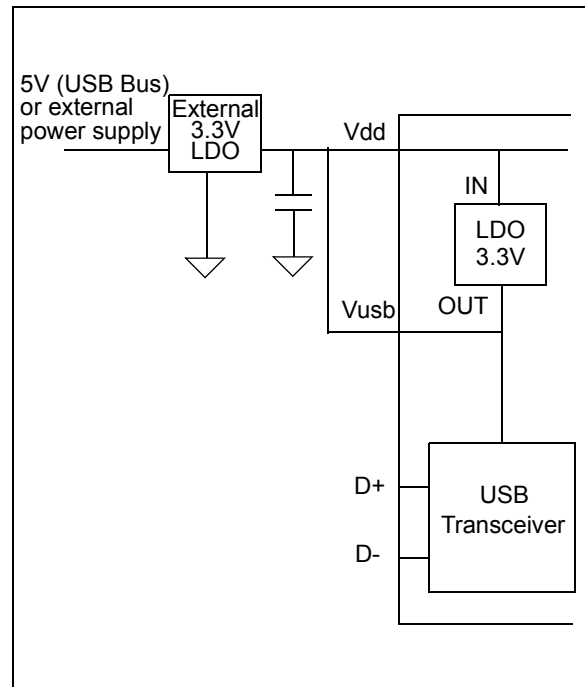 5V (USB Bus)
or external
power supply
External
3.3V
LDO
Vdd
IN
LDO
3.3V
Vusb
OUT
D+
USB
Transceiver
D-